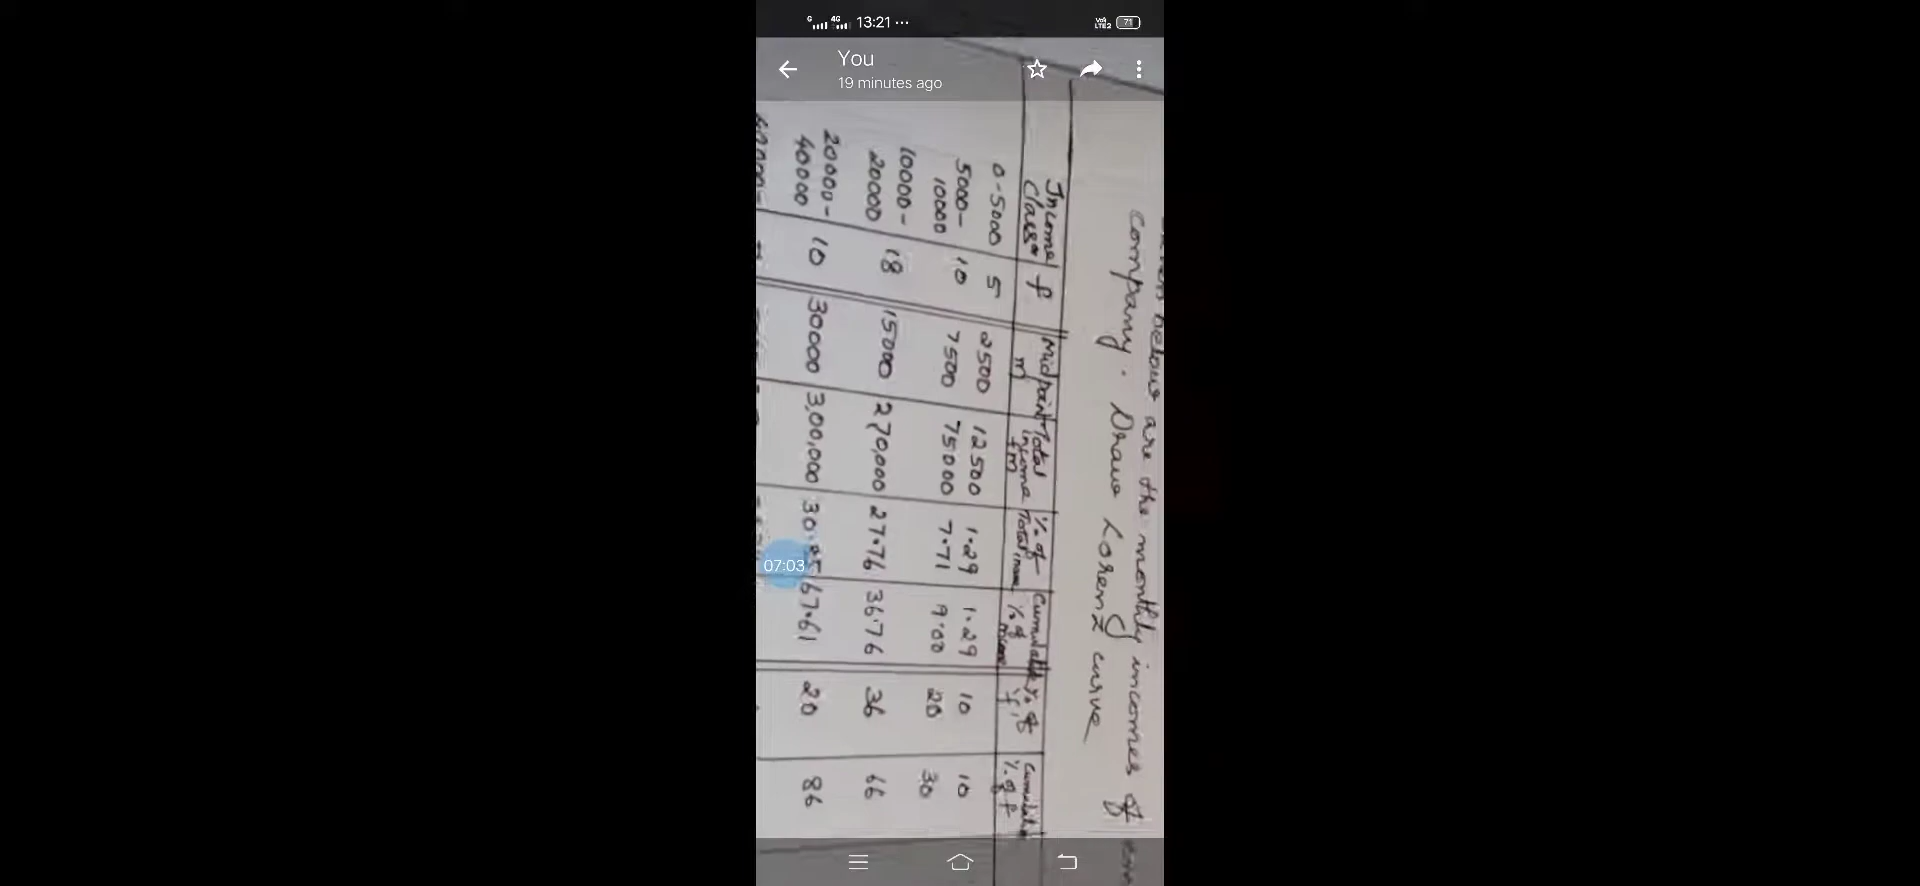 13:21 ...
71
You
19 minutes ago
are the monthly incomes of
company. Draw Lorenz curve
Income Class f Mid point m Total income fm % of Total income Cumulative % of income % of 'f' Cumulative % of f
0-5000 5 2500 12500 1.29 1.29 10 10
5000-10000 10 7500 75000 7.71 9.00 20 30
10000-20000 18 15000 270,000 27.76 36.76 36 66
20000-40000 10 30000 3,00,000 67.61 20 86
07:03